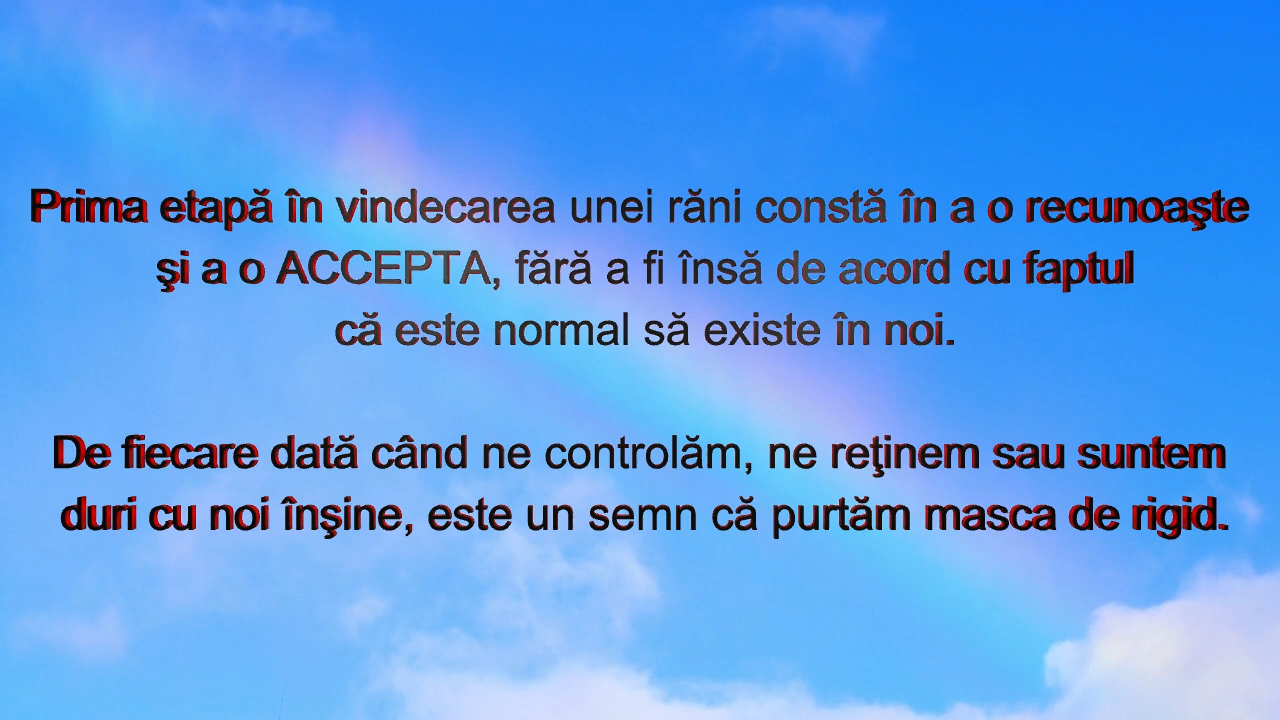 Prima etapă în vindecarea unei răni constă în a o recunoaşte
şi a o ACCEPTA, fără a fi însă de acord cu faptul
că este normal să existe în noi.
De fiecare dată când ne controlăm, ne reţinem sau suntem
duri cu noi înşine, este un semn că purtăm masca de rigid.